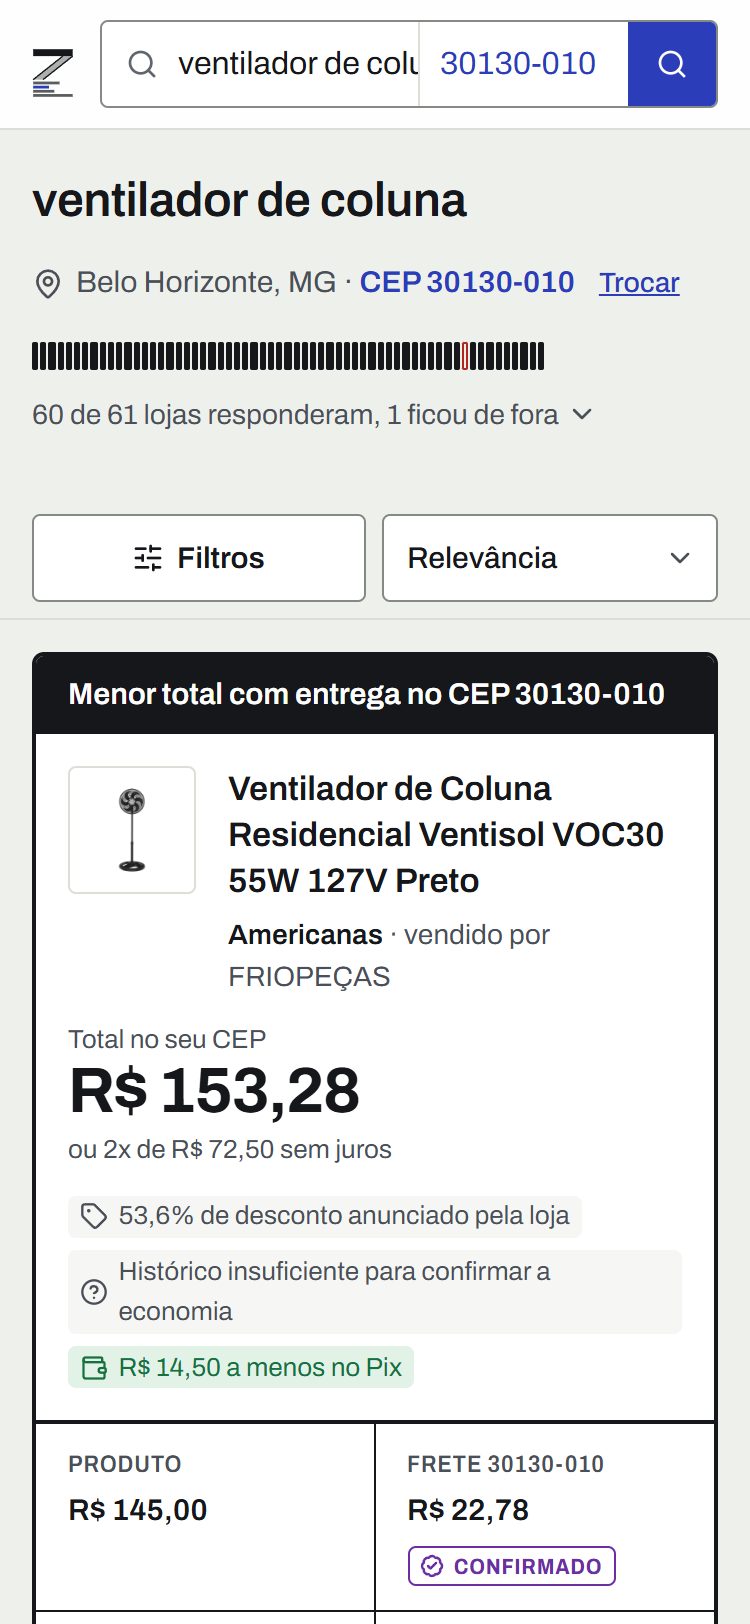 ventilador de colu
30130-010
ventilador de coluna
Belo Horizonte, MG · CEP 30130-010 Trocar
60 de 61 lojas responderam, 1 ficou de fora
Filtros
Relevância
Menor total com entrega no CEP 30130-010
Ventilador de Coluna
Residencial Ventisol VOC30
55W 127V Preto
Americanas · vendido por
FRIOPEÇAS
Total no seu CEP
R$ 153,28
ou 2x de R$ 72,50 sem juros
53,6% de desconto anunciado pela loja
Histórico insuficiente para confirmar a
economia
R$ 14,50 a menos no Pix
PRODUTO
R$ 145,00
FRETE 30130-010
R$ 22,78
CONFIRMADO